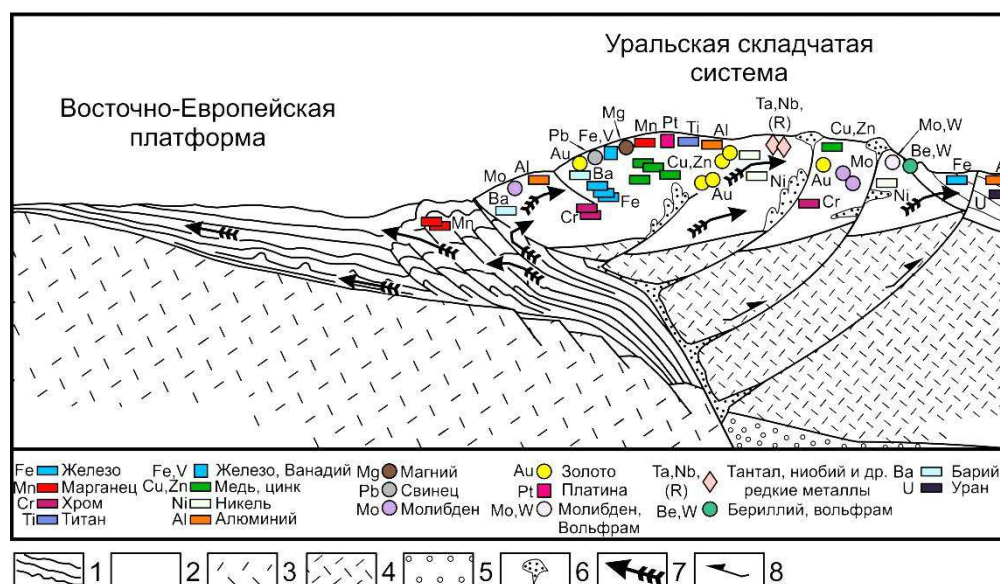 Уральская складчатая
система
Восточно-Европейская
платформа
Ta,Nb,
(R)
Mg
Mn Pt Ti Al
Cu,Zn
Mo,W
Pb Fe,V
Be,W
Au
Cu,Zn
Al
Mo
Fe
A
Mo
Ba
Au
Ni
Ni
U
Ba
Fe
Au
Cr
Cr
Mn
Fe Железо
Fe,V Железо, Ванадий
Mg Магний
Au Золото
Ta,Nb,
(R)
Тантал, ниобий и др.
редкие металлы
Ba Барий
Mn Марганец
Cu,Zn Медь, цинк
Pb Свинец
Pt Платина
U Уран
Cr Хром
Ni Никель
Mo Молибден
Mo,W Молибден,
Вольфрам
Be,W Бериллий, вольфрам
Ti Титан
Al Алюминий
1 2 3 4 5 6 7 8